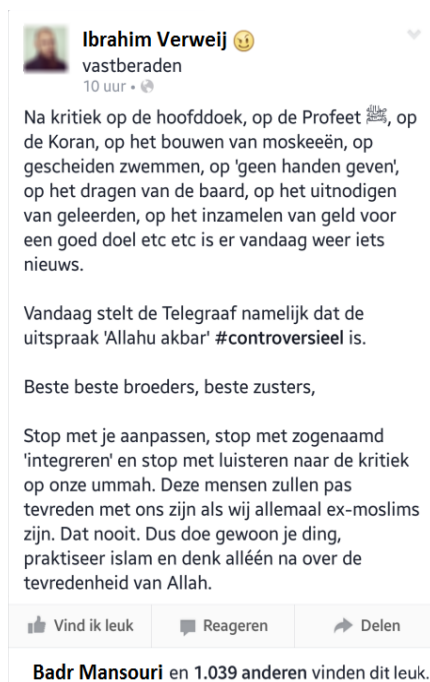 Ibrahim Verweij
vastberaden
10 uur •
Na kritiek op de hoofddoek, op de Profeet ﷺ, op
de Koran, op het bouwen van moskeeën, op
gescheiden zwemmen, op 'geen handen geven',
op het dragen van de baard, op het uitnodigen
van geleerden, op het inzamelen van geld voor
een goed doel etc etc is er vandaag weer iets
nieuws.
Vandaag stelt de Telegraaf namelijk dat de
uitspraak 'Allahu akbar' #controversieel is.
Beste beste broeders, beste zusters,
Stop met je aanpassen, stop met zogenaamd
'integreren' en stop met luisteren naar de kritiek
op onze ummah. Deze mensen zullen pas
tevreden met ons zijn als wij allemaal ex-moslims
zijn. Dat nooit. Dus doe gewoon je ding,
praktiseer islam en denk alléén na over de
tevredenheid van Allah.
Vind ik leuk Reageren Delen
Badr Mansouri en 1.039 anderen vinden dit leuk.